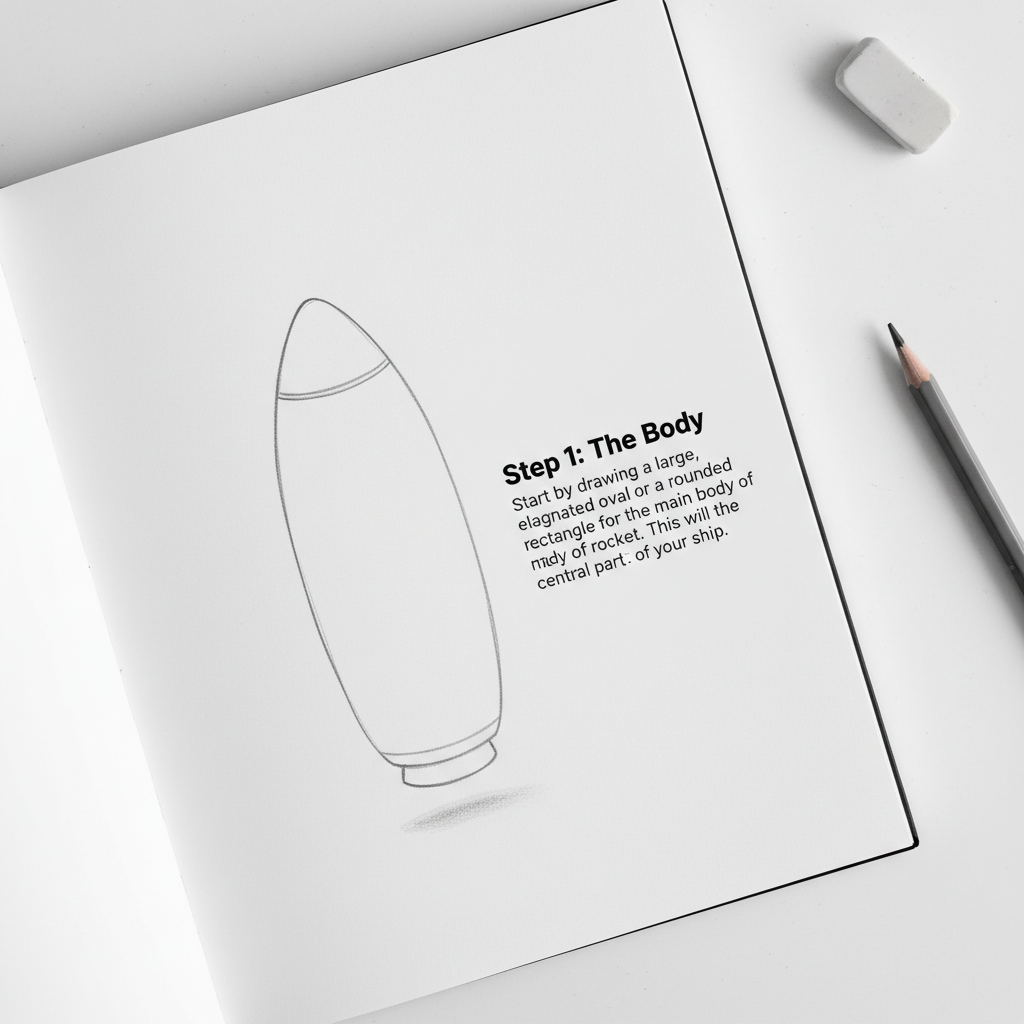 Step 1: The Body
Start by drawing a large,
elagnated oval or a rounded
rectangle for the main body of
of rocket. This will the
central part: of your ship.